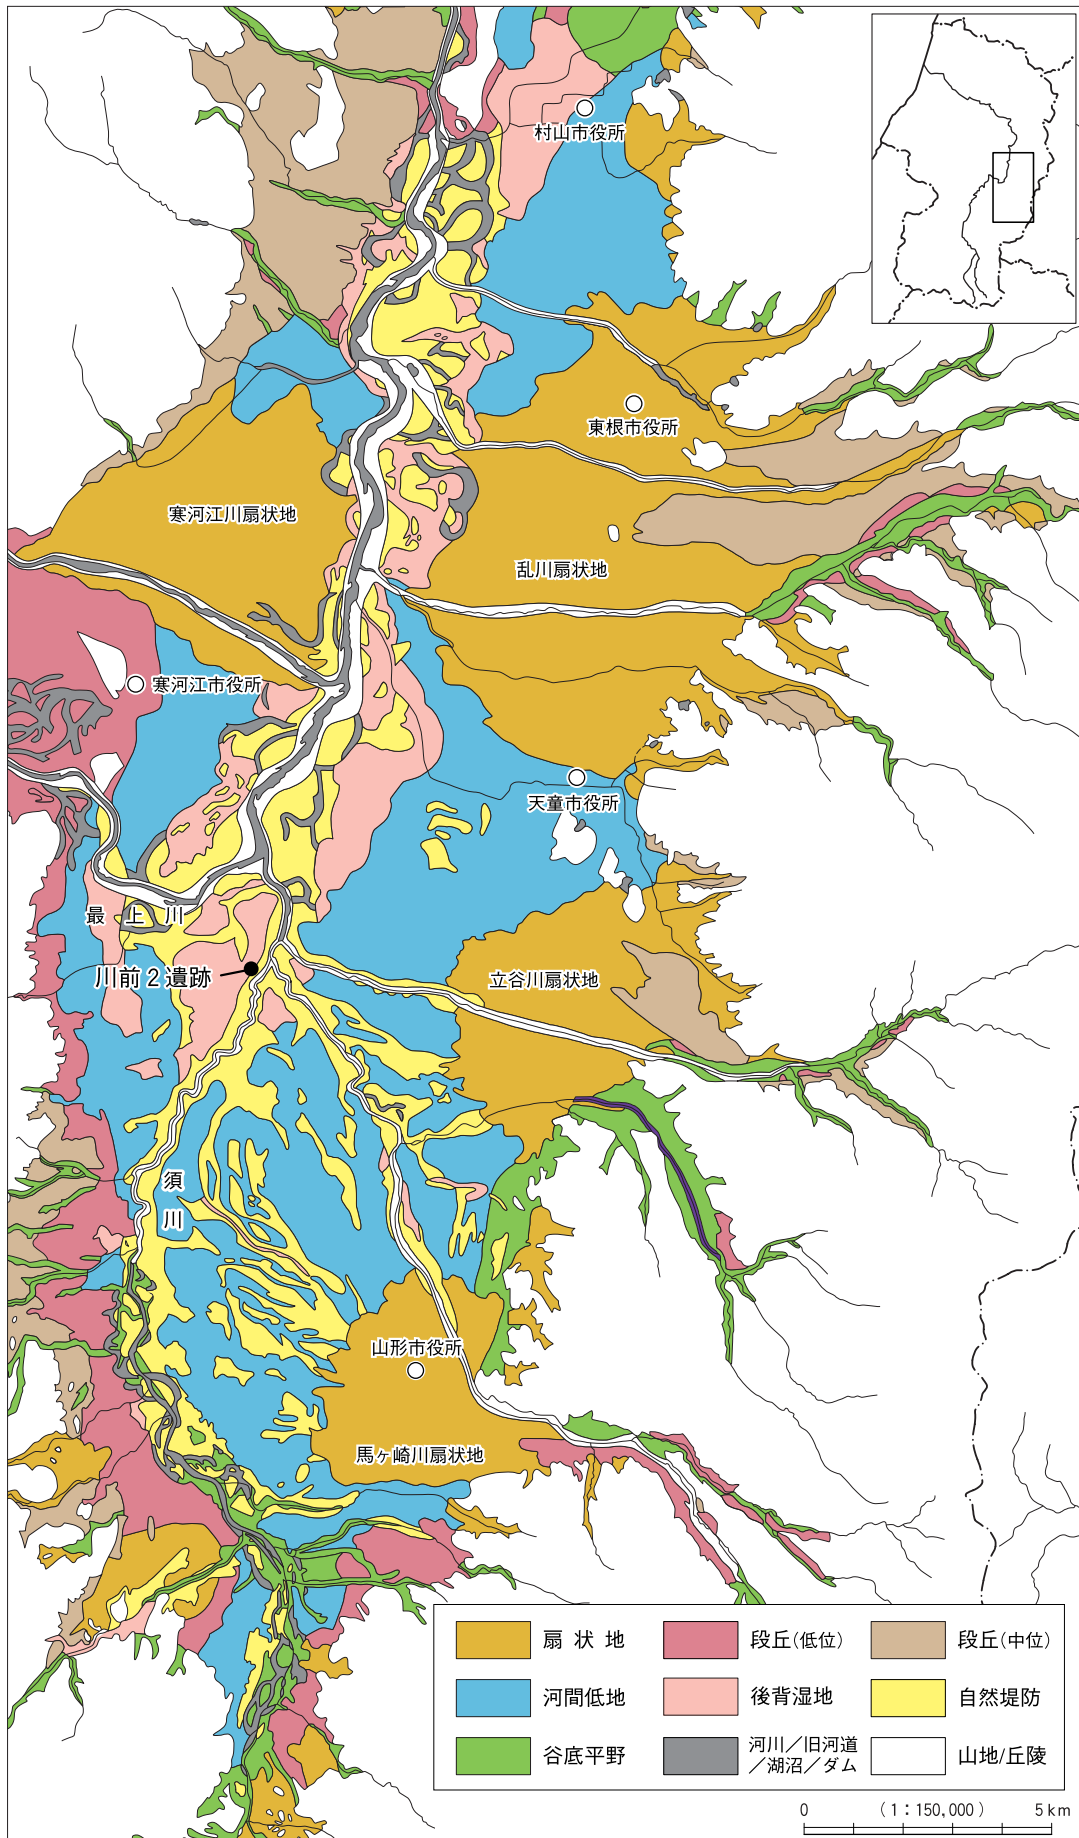 村山市役所
東根市役所
寒河江川扇状地
乱川扇状地
寒河江市役所
天童市役所
最上川
川前2遺跡
立谷川扇状地
須川
山形市役所
馬ヶ崎川扇状地
扇状地
段丘(低位)
段丘(中位)
河間低地
後背湿地
自然堤防
谷底平野
河川／旧河道
／湖沼／ダム
山地/丘陵
0 (1：150,000) 5km